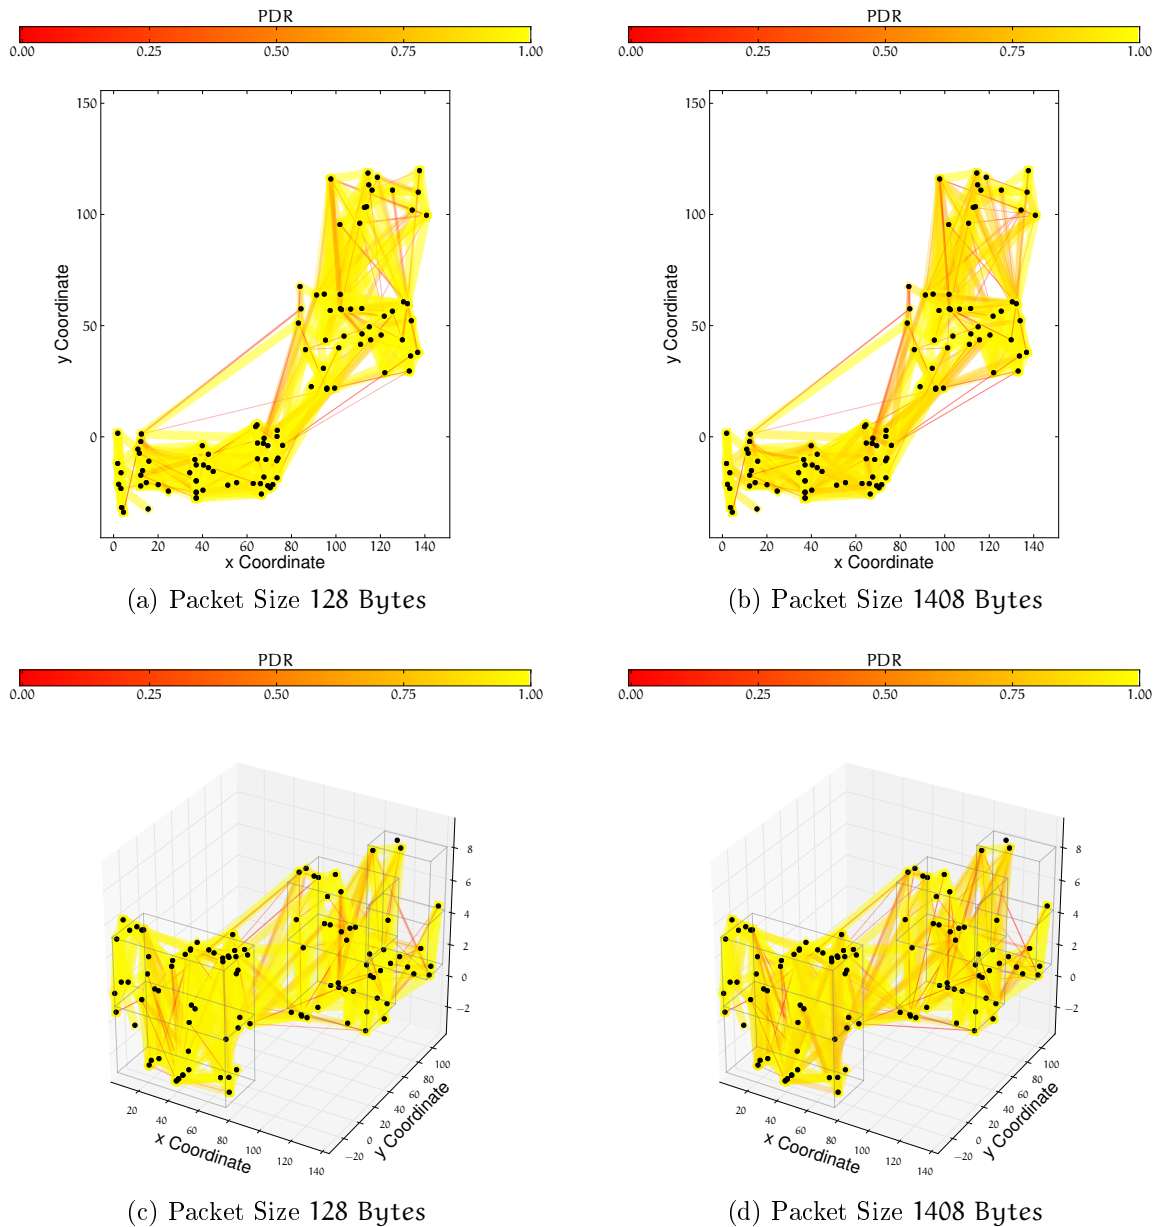 PDR
0.00 0.25 0.50 0.75 1.00
PDR
0.00 0.25 0.50 0.75 1.00
150
100
50
0
y Coordinate
0 20 40 60 80 100 120 140
x Coordinate
(a) Packet Size 128 Bytes
150
100
50
0
y Coordinate
0 20 40 60 80 100 120 140
x Coordinate
(b) Packet Size 1408 Bytes
PDR
0.00 0.25 0.50 0.75 1.00
PDR
0.00 0.25 0.50 0.75 1.00
8
6
4
2
0
−2
100
80
60
40
20
0
−20
y Coordinate
20 40 60 80 100 120 140
x Coordinate
(c) Packet Size 128 Bytes
8
6
4
2
0
−2
100
80
60
40
20
0
−20
y Coordinate
20 40 60 80 100 120 140
x Coordinate
(d) Packet Size 1408 Bytes